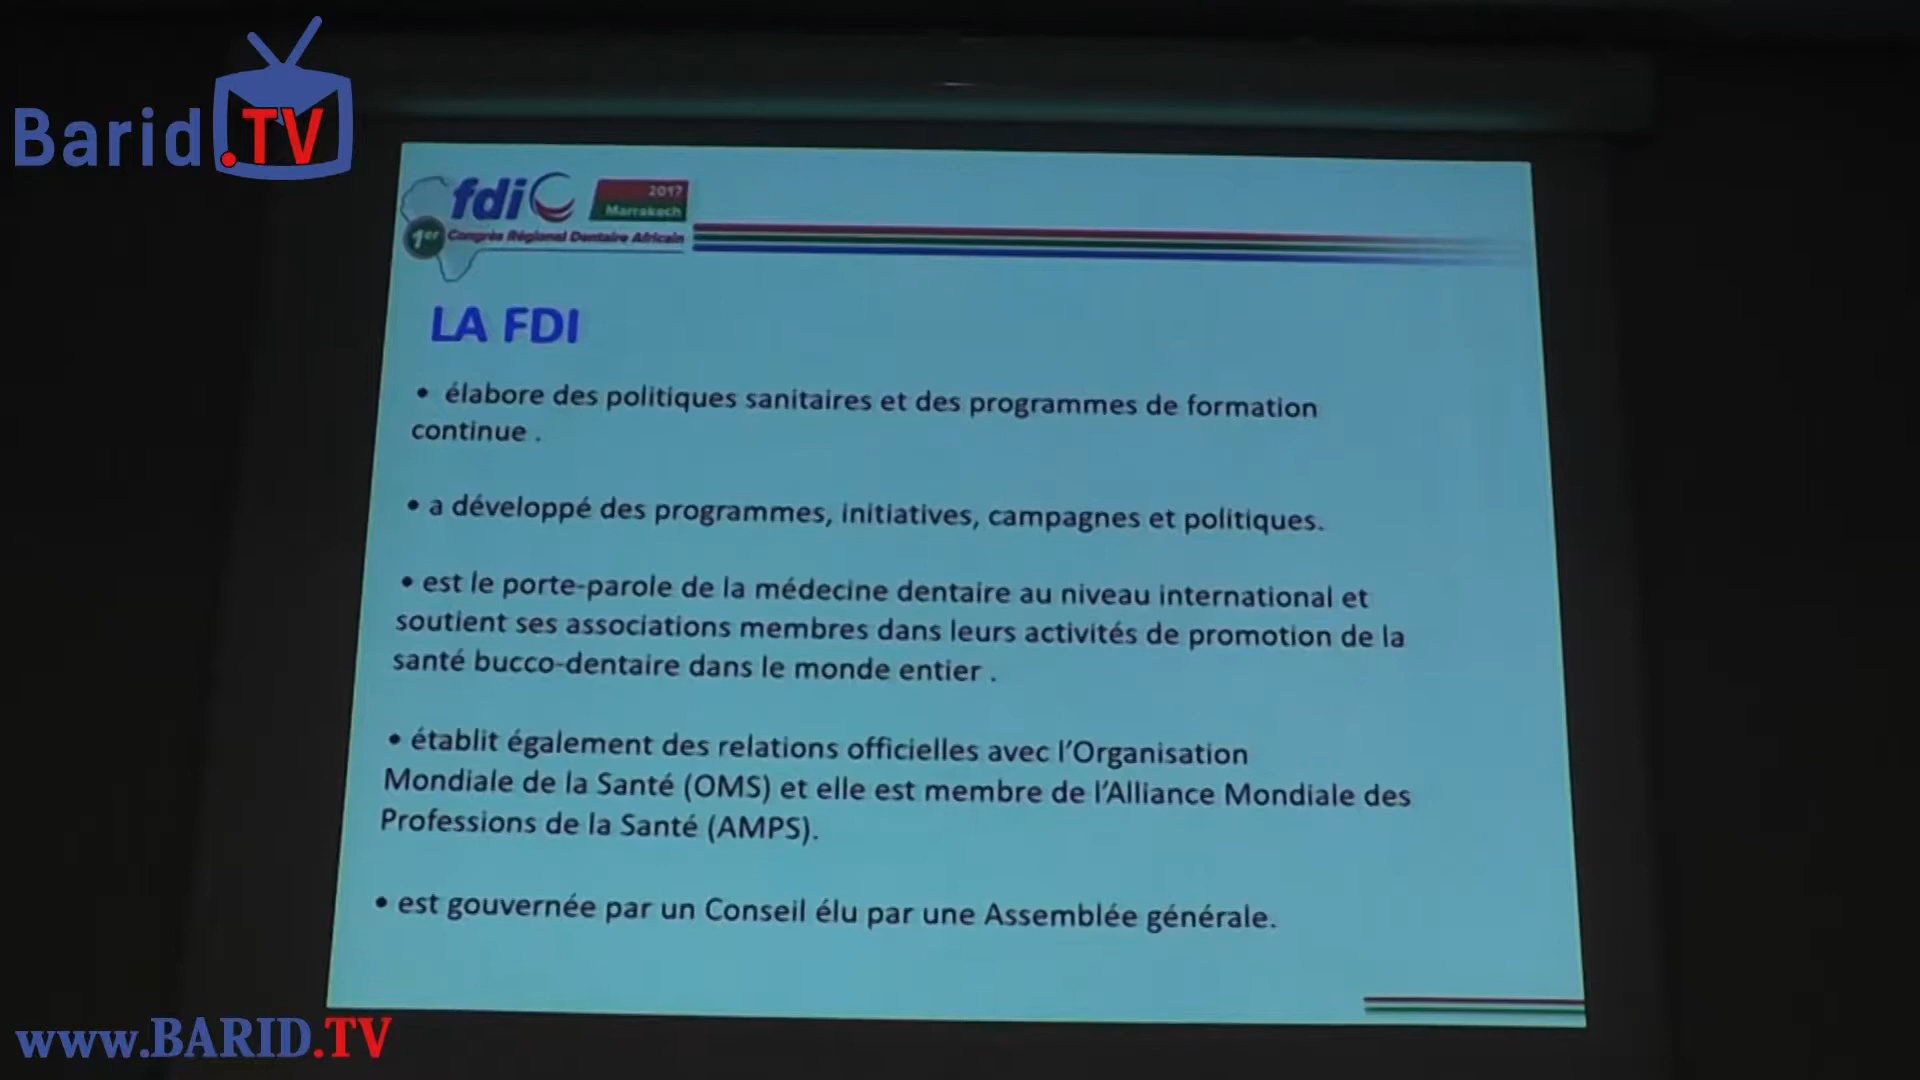 Barid.TV
fdi
2017
Marrakech
1er
Congrès Régional Dentaire Africain
LA FDI
• élabore des politiques sanitaires et des programmes de formation
continue .
• a développé des programmes, initiatives, campagnes et politiques.
• est le porte-parole de la médecine dentaire au niveau international et
soutient ses associations membres dans leurs activités de promotion de la
santé bucco-dentaire dans le monde entier .
• établit également des relations officielles avec l'Organisation
Mondiale de la Santé (OMS) et elle est membre de l'Alliance Mondiale des
Professions de la Santé (AMPS).
• est gouvernée par un Conseil élu par une Assemblée générale.
www.BARID.TV